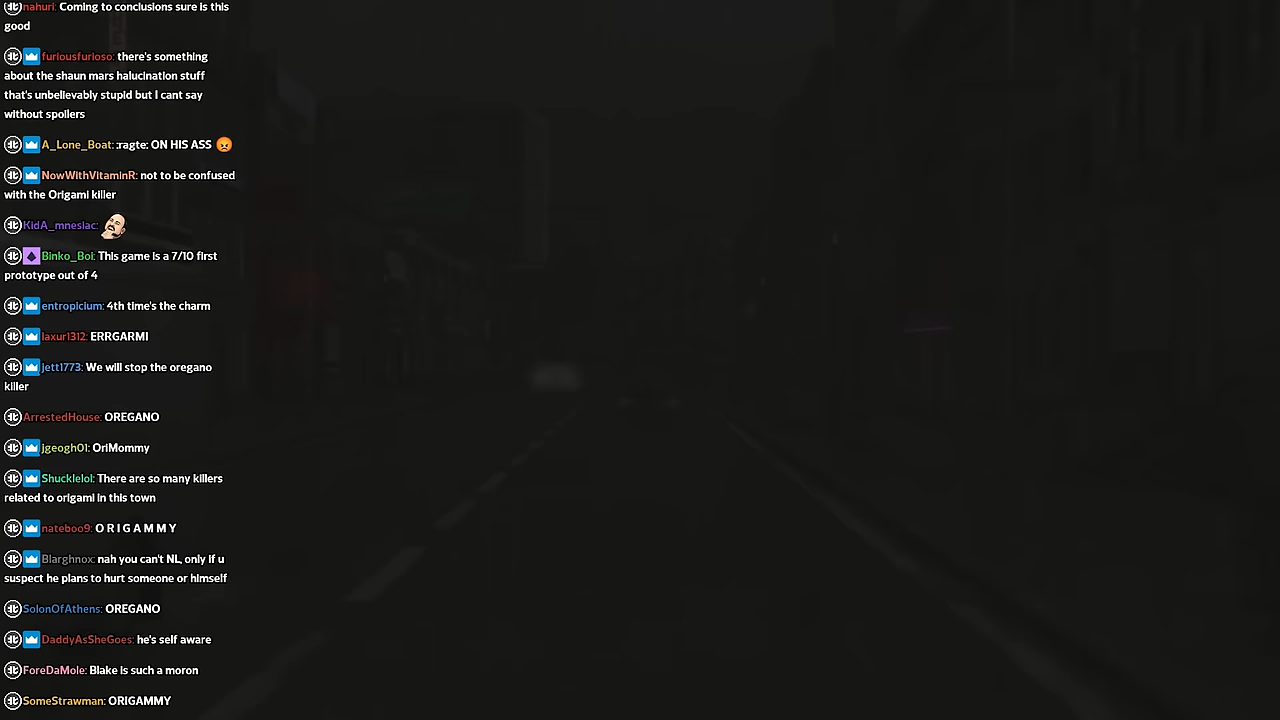 nahuri: Coming to conclusions sure is this
good
furiousfurioso: there's something
about the shaun mars halucination stuff
that's unbelievably stupid but I cant say
without spoilers
A_Lone_Boat: :ragte: ON HIS ASS 😡
NowWithVitaminR: not to be confused
with the Origami killer
KidA_mnesiac:
Binko_Boi: This game is a 7/10 first
prototype out of 4
entropicium: 4th time's the charm
laxur1312: ERRGARMI
jett1773: We will stop the oregano
killer
ArrestedHouse: OREGANO
jgeogh01: OriMommy
Shucklelol: There are so many killers
related to origami in this town
nateboo9: O R I G A M M Y
Blarghnox: nah you can't NL, only if u
suspect he plans to hurt someone or himself
SolonOfAthens: OREGANO
DaddyAsSheGoes: he's self aware
ForeDaMole: Blake is such a moron
SomeStrawman: ORIGAMMY